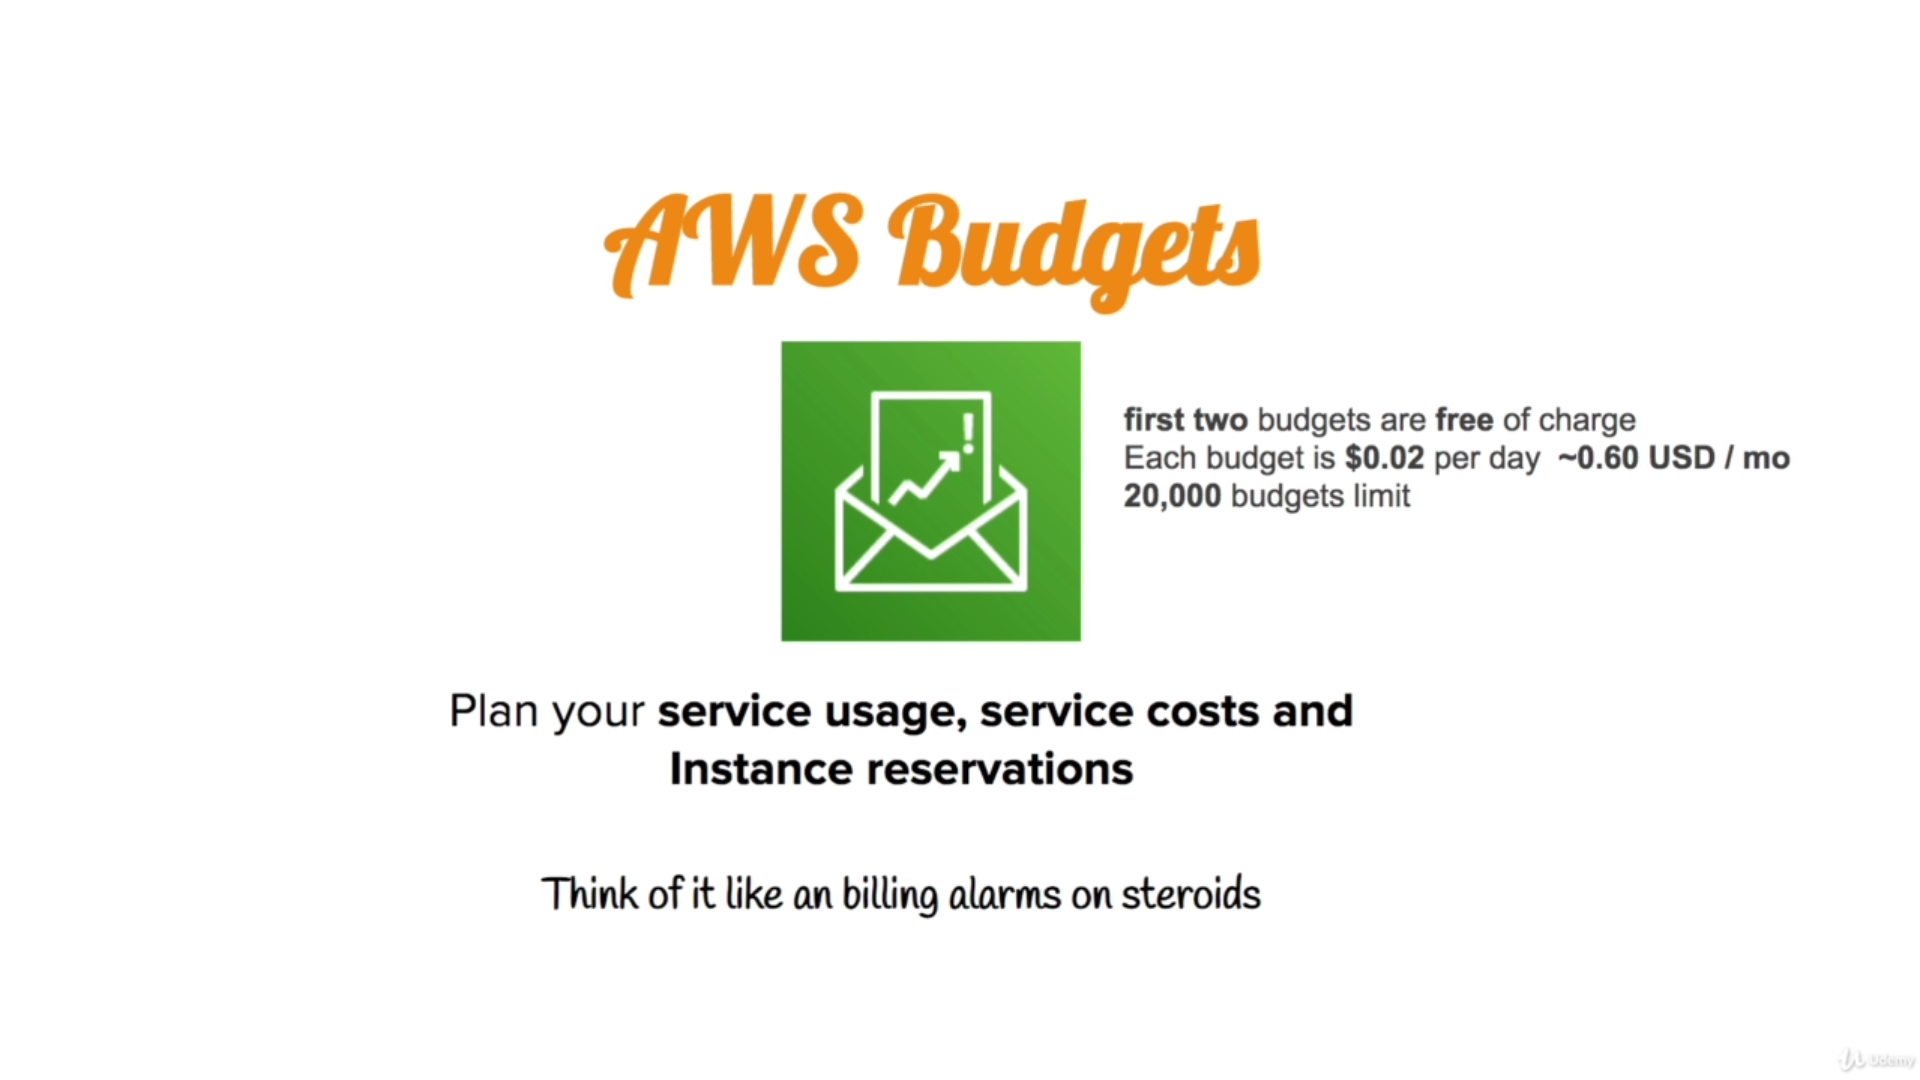 AWS Budgets
first two budgets are free of charge
Each budget is $0.02 per day ~0.60 USD / mo
20,000 budgets limit
Plan your service usage, service costs and
Instance reservations
Think of it like an billing alarms on steroids
Udemy